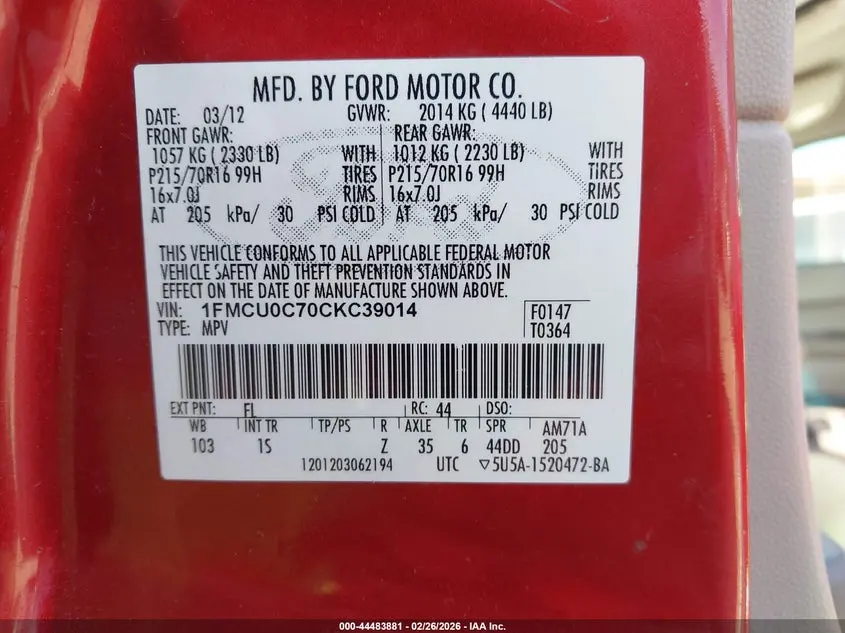 MFD. BY FORD MOTOR CO.
DATE: 03/12 GVWR: 2014 KG ( 4440 LB)
FRONT GAWR: REAR GAWR:
1057 KG ( 2330 LB) WITH 1012 KG ( 2230 LB) WITH
P215/70R16 99H TIRES P215/70R16 99H TIRES
16x7.0J RIMS 16x7.0J RIMS
AT 205 kPa/ 30 PSI COLD AT 205 kPa/ 30 PSI COLD
THIS VEHICLE CONFORMS TO ALL APPLICABLE FEDERAL MOTOR
VEHICLE SAFETY AND THEFT PREVENTION STANDARDS IN
EFFECT ON THE DATE OF MANUFACTURE SHOWN ABOVE.
VIN: 1FMCU0C70CKC39014 F0147
TYPE: MPV T0364
EXT PNT: FL RC: 44 DSO:
WB INT TR TP/PS R AXLE TR SPR AM71A
103 1S Z 35 6 44DD 205
1201203062194 UTC ▽5U5A-1520472-BA
000-44483881 - 02/26/2026 - IAA Inc.